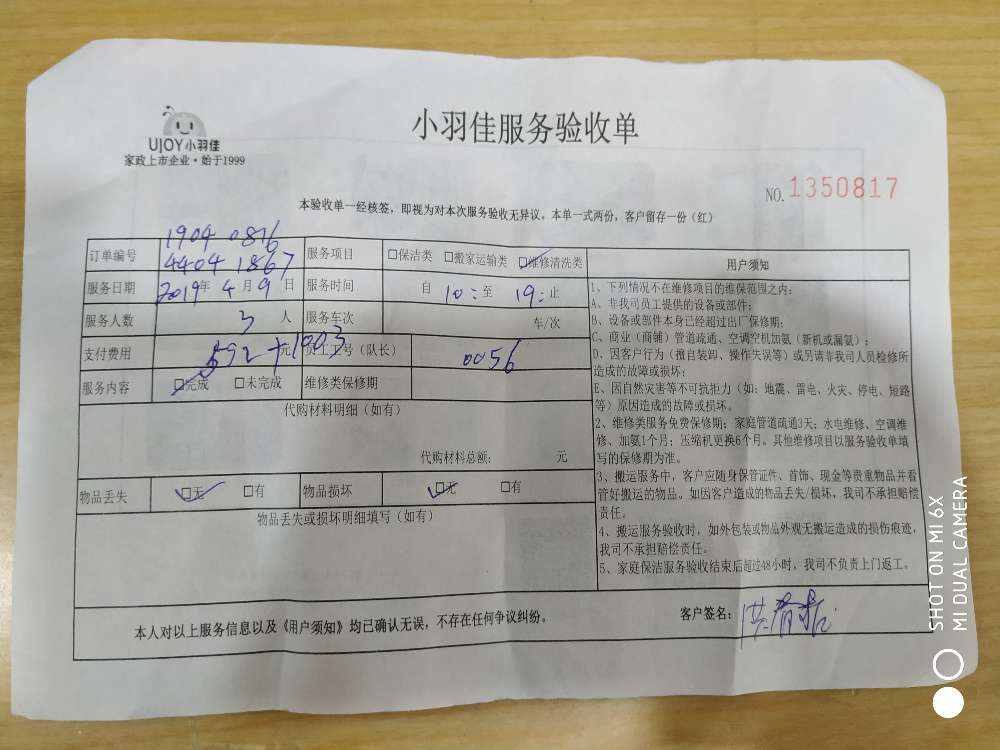 UJOY小羽佳
家政上市企业·始于1999
小羽佳服务验收单
NO.1350817
本验收单一经核签，即视为对本次服务验收无异议。本单一式两份，客户留存一份（红）
订单编号 1904 0816 4404 1867 服务项目 □保洁类 □搬家运输类 □维修清洗类
服务日期 2019年 4月 9日 服务时间 自 10：至 19：止
服务人数 3 人 服务车次 车/次
支付费用 592+1003 元 员工工号（队长） 0056
服务内容 □完成 □未完成 维修类保修期
代购材料明细（如有）
代购材料总额： 元
物品丢失 □无 □有 物品损坏 □无 □有
物品丢失或损坏明细填写（如有）
用户须知
1、下列情况不在维修项目的维保范围之内：
A、非我司员工提供的设备或部件；
B、设备或部件本身已经超过出厂保修期；
C、商业（商铺）管道疏通、空调空机加氨（新机或漏氨）；
D、因客户行为（擅自装卸、操作失误等）或另请非我司人员检修所
造成的故障或损坏；
E、因自然灾害等不可抗拒力（如：地震、雷电、火灾、停电、短路
等）原因造成的故障或损坏。
2、维修类服务免费保修期：家庭管道疏通3天；水电维修、空调维
修、加氨1个月；压缩机更换6个月。其他维修项目以服务验收单填
写的保修期为准。
3、搬运服务中，客户应随身保管证件、首饰、现金等贵重物品并看
管好搬运的物品。如因客户造成的物品丢失/损坏，我司不承担赔偿
责任。
4、搬运服务验收时，如外包装或物品外观无搬运造成的损伤痕迹，
我司不承担赔偿责任。
5、家庭保洁服务验收结束后超过48小时，我司不负责上门返工。
本人对以上服务信息以及《用户须知》均已确认无误，不存在任何争议纠纷。
客户签名：
SHOT ON MI 6X
MI DUAL CAMERA